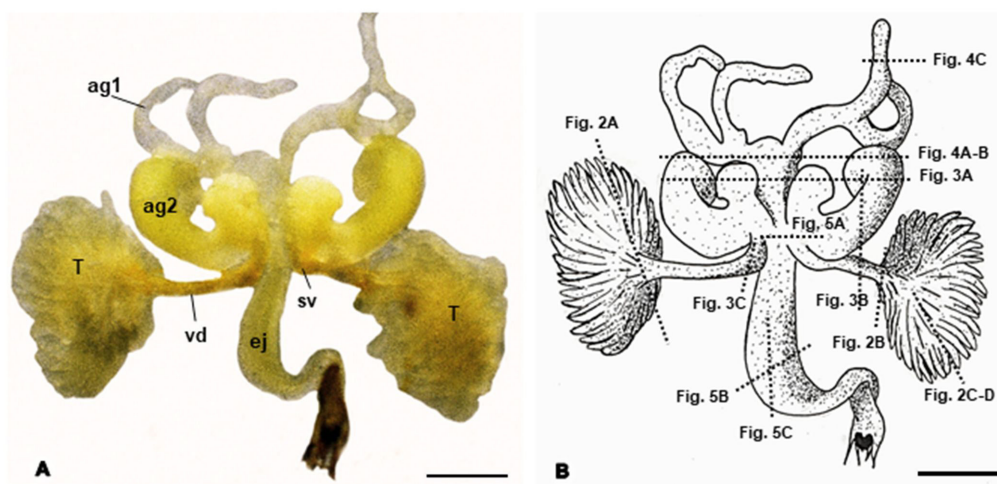 ag1
ag2
T
vd
sv
ej
T
A
Fig. 4C
Fig. 2A
Fig. 4A-B
Fig. 3A
Fig. 5A
Fig. 3C
Fig. 3B
Fig. 2B
Fig. 5B
Fig. 2C-D
Fig. 5C
B